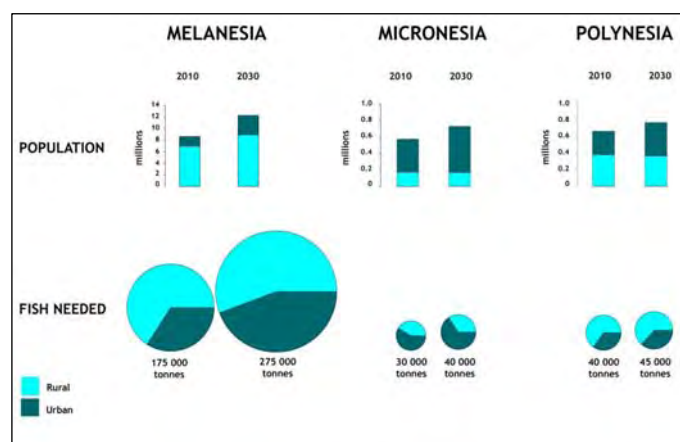 MELANESIA
MICRONESIA
POLYNESIA
2010
2030
2010
2030
2010
2030
POPULATION
millions
14
12
10
8
6
4
2
0
millions
1.0
0.8
0.6
0.4
0.2
0
millions
1.0
0.8
0.6
0.4
0.2
0
FISH NEEDED
175 000
tonnes
275 000
tonnes
30 000
tonnes
40 000
tonnes
40 000
tonnes
45 000
tonnes
Rural
Urban